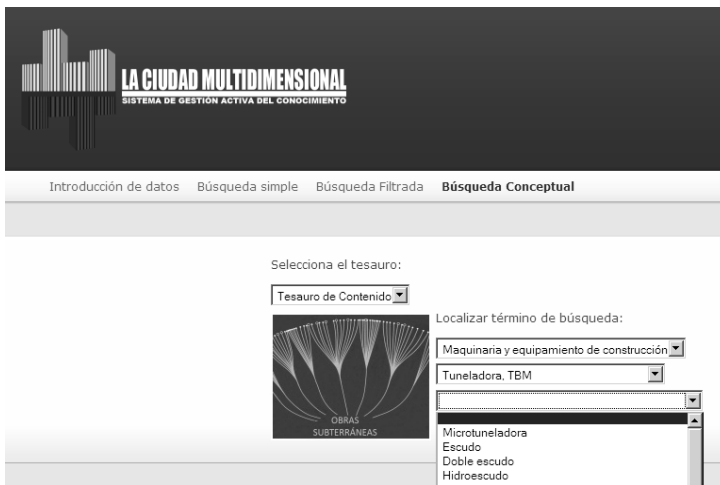 LA CIUDAD MULTIDIMENSIONAL
SISTEMA DE GESTIÓN ACTIVA DEL CONOCIMIENTO
Introducción de datos Búsqueda simple Búsqueda Filtrada Búsqueda Conceptual
Selecciona el tesauro:
Tesauro de Contenido
Localizar término de búsqueda:
Maquinaria y equipamiento de construcción
Tuneladora, TBM
OBRAS
SUBTERRÁNEAS
Microtuneladora
Escudo
Doble escudo
Hidroescudo